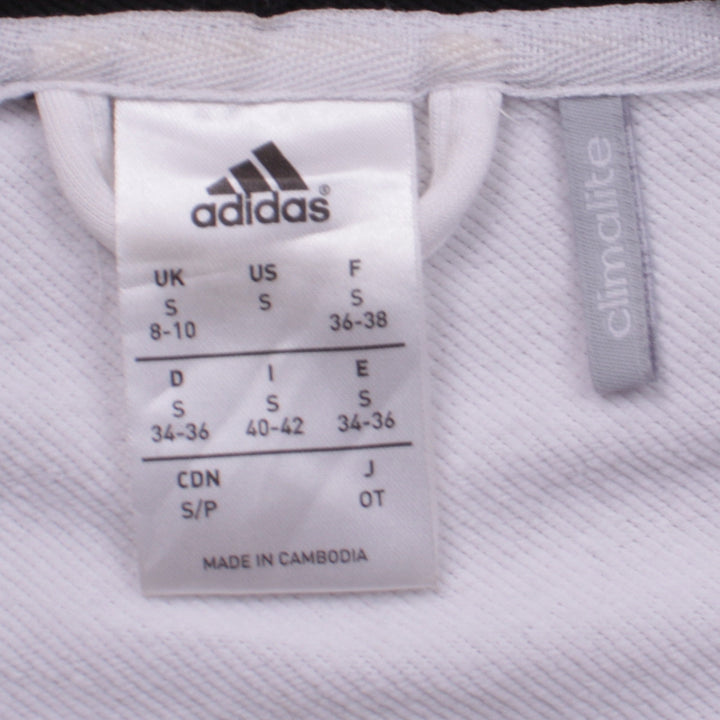 adidas®
UK US F
S S S
8-10 36-38
D I E
S S S
34-36 40-42 34-36
CDN J
S/P OT
MADE IN CAMBODIA
climalite